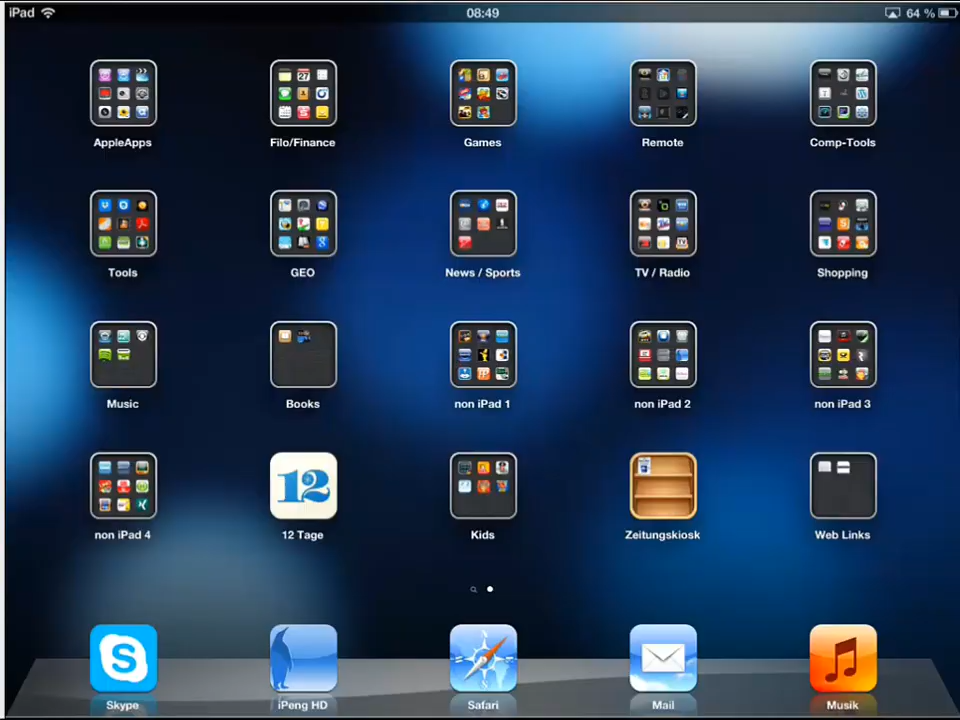 iPad 08:49 64 %
AppleApps Filo/Finance Games Remote Comp-Tools
Tools GEO News / Sports TV / Radio Shopping
Music Books non iPad 1 non iPad 2 non iPad 3
12
non iPad 4 12 Tage Kids Zeitungskiosk Web Links
Skype iPeng HD Safari Mail Musik